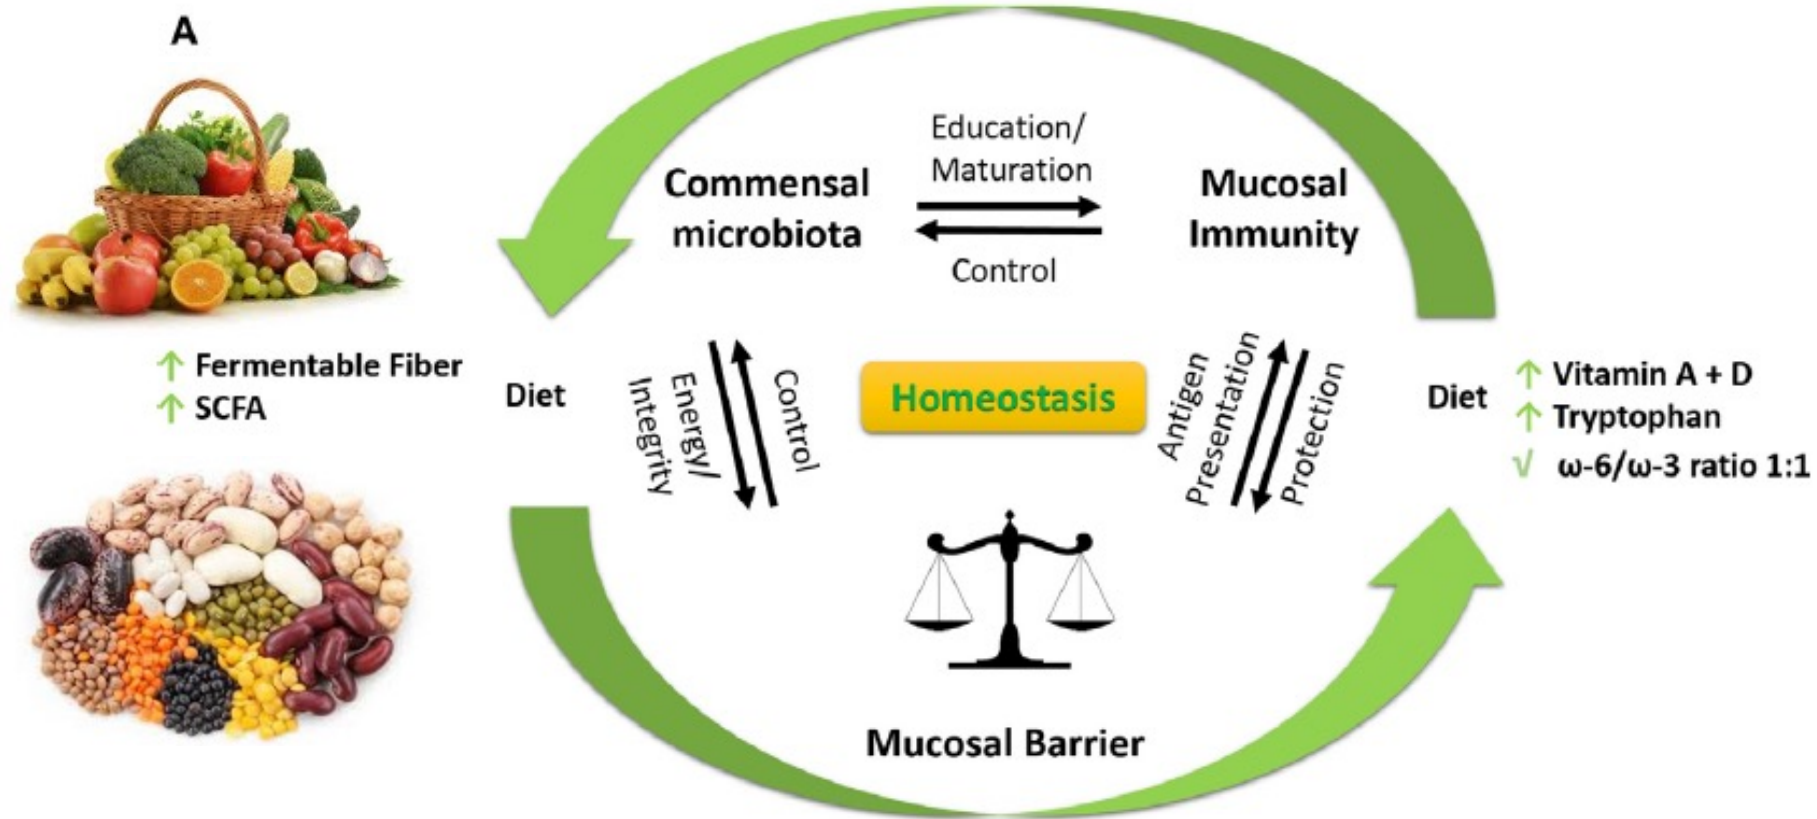 A
Education/
Maturation
Commensal
microbiota
Mucosal
Immunity
Control
↑ Fermentable Fiber
↑ SCFA
Diet
Energy/
Integrity
Control
Homeostasis
Antigen
Presentation
Protection
Diet
↑ Vitamin A + D
↑ Tryptophan
√ ω-6/ω-3 ratio 1:1
Mucosal Barrier